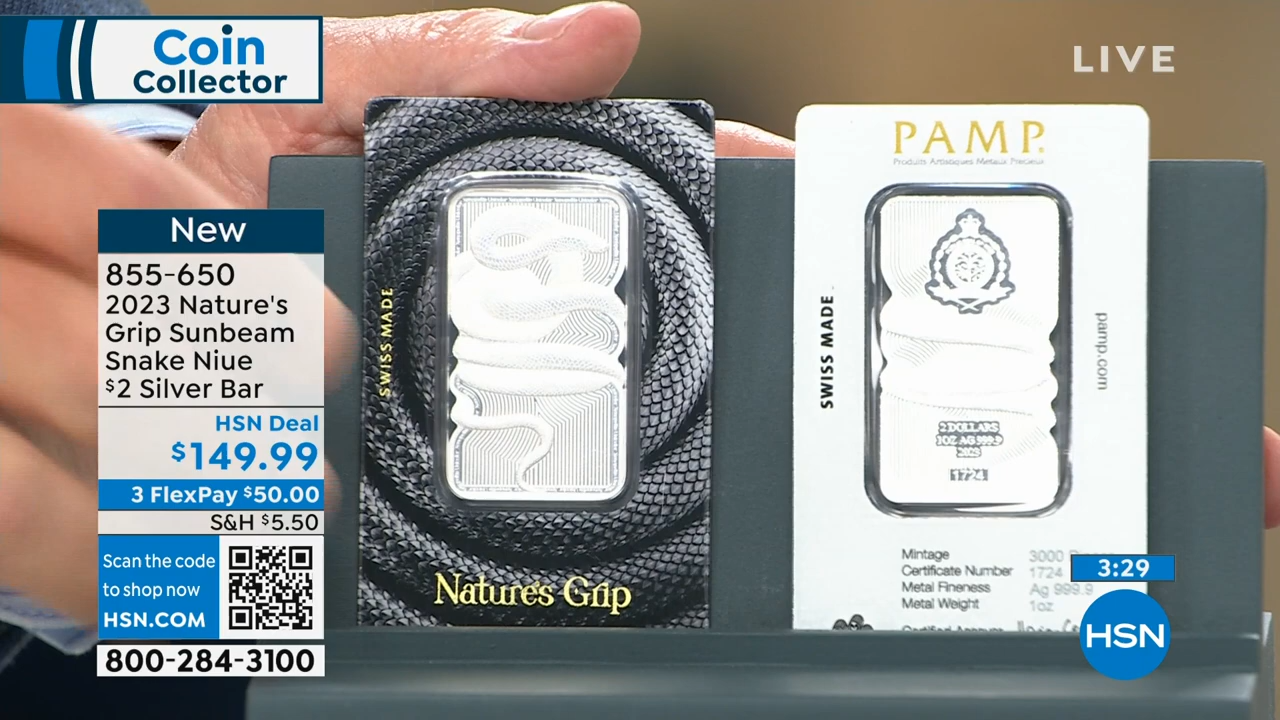 Coin
Collector
LIVE
New
855-650
2023 Nature's
Grip Sunbeam
Snake Niue
$2 Silver Bar
HSN Deal
$149.99
3 FlexPay $50.00
S&H $5.50
Scan the code
to shop now
HSN.COM
800-284-3100
SWISS MADE
Nature's Grip
PAMP.
Produits Artistiques Métaux Précieux
SWISS MADE
pamp.com
2 DOLLARS
1OZ AG 999.9
2023
1724
Mintage 3000
Certificate Number 1724
Metal Fineness Ag 999.9
Metal Weight 1oz
3:29
HSN